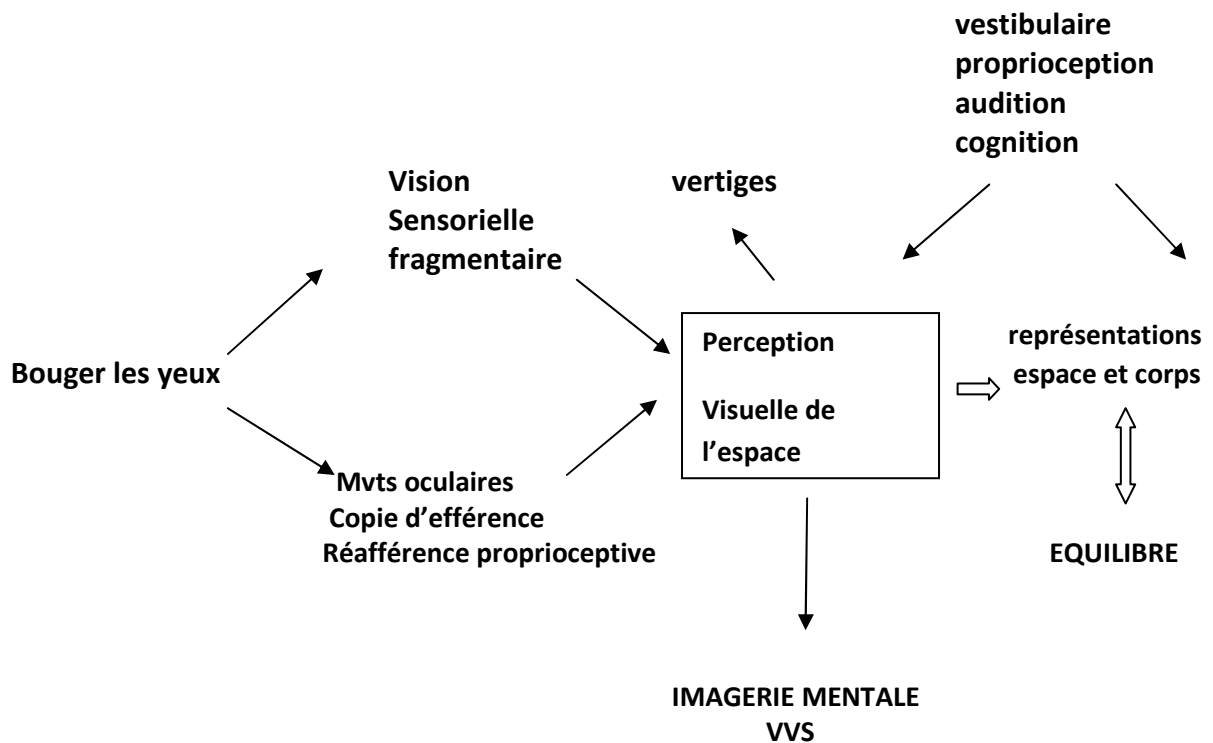 vestibulaire
proprioception
audition
cognition
Vision
Sensorielle
fragmentaire
vertiges
Bouger les yeux
Perception
Visuelle de
l’espace
représentations
espace et corps
Mvts oculaires
Copie d’efférence
Réafférence proprioceptive
EQUILIBRE
IMAGERIE MENTALE
VVS